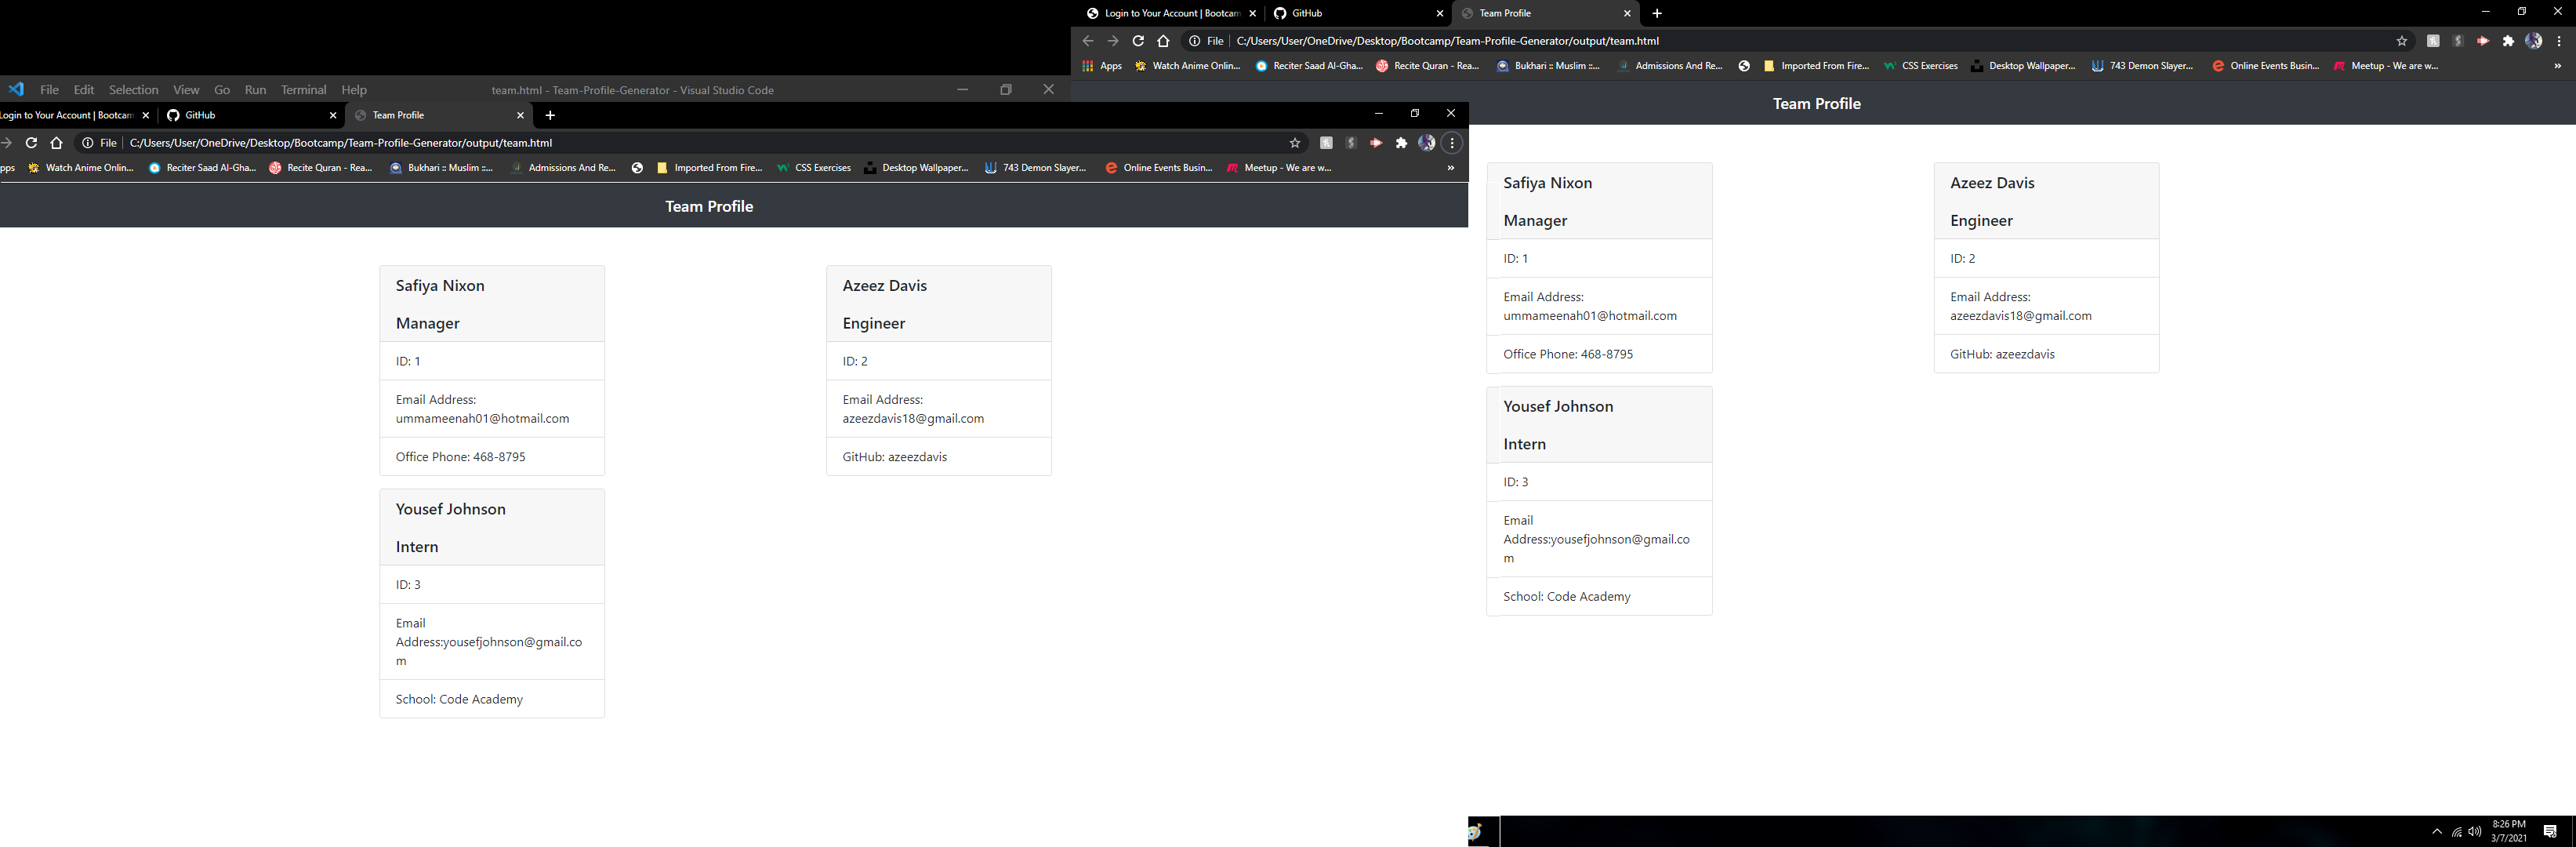 File Edit Selection View Go Run Terminal Help
team.html - Team-Profile-Generator - Visual Studio Code
Login to Your Account | Bootcam
GitHub
Team Profile
File
C:/Users/User/OneDrive/Desktop/Bootcamp/Team-Profile-Generator/output/team.html
pps
Watch Anime Onlin...
Reciter Saad Al-Gha...
Recite Quran - Rea...
Bukhari :: Muslim ::...
Admissions And Re...
Imported From Fire...
CSS Exercises
Desktop Wallpaper...
743 Demon Slayer...
Online Events Busin...
Meetup - We are w...
Team Profile
Safiya Nixon
Manager
ID: 1
Email Address:
ummameenah01@hotmail.com
Office Phone: 468-8795
Azeez Davis
Engineer
ID: 2
Email Address:
azeezdavis18@gmail.com
GitHub: azeezdavis
Yousef Johnson
Intern
ID: 3
Email
Address:yousefjohnson@gmail.co
m
School: Code Academy
Login to Your Account | Bootcam
GitHub
Team Profile
File
C:/Users/User/OneDrive/Desktop/Bootcamp/Team-Profile-Generator/output/team.html
Apps
Watch Anime Onlin...
Reciter Saad Al-Gha...
Recite Quran - Rea...
Bukhari :: Muslim ::...
Admissions And Re...
Imported From Fire...
CSS Exercises
Desktop Wallpaper...
743 Demon Slayer...
Online Events Busin...
Meetup - We are w...
Team Profile
Safiya Nixon
Manager
ID: 1
Email Address:
ummameenah01@hotmail.com
Office Phone: 468-8795
Azeez Davis
Engineer
ID: 2
Email Address:
azeezdavis18@gmail.com
GitHub: azeezdavis
Yousef Johnson
Intern
ID: 3
Email
Address:yousefjohnson@gmail.co
m
School: Code Academy
8:26 PM
3/7/2021